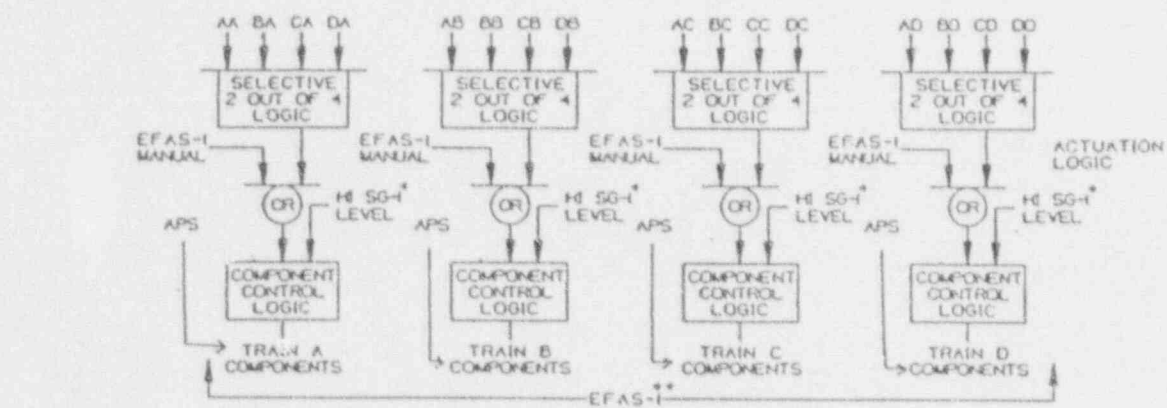 AA BA CA DA AB BB CB DB AC BC CC DC AD BD CD DD
SELECTIVE 2 OUT OF 4 LOGIC
SELECTIVE 2 OUT OF 4 LOGIC
SELECTIVE 2 OUT OF 4 LOGIC
SELECTIVE 2 OUT OF 4 LOGIC
EFAS-1 MANUAL
EFAS-1 MANUAL
EFAS-1 MANUAL
EFAS-1 MANUAL
ACTUATION LOGIC
OR
HI SG-1* LEVEL
OR
HI SG-1* LEVEL
OR
HI SG-1* LEVEL
OR
HI SG-1* LEVEL
APS
APS
APS
APS
COMPONENT CONTROL LOGIC
COMPONENT CONTROL LOGIC
COMPONENT CONTROL LOGIC
COMPONENT CONTROL LOGIC
TRAIN A COMPONENTS
TRAIN B COMPONENTS
TRAIN C COMPONENTS
TRAIN D COMPONENTS
EFAS-1**